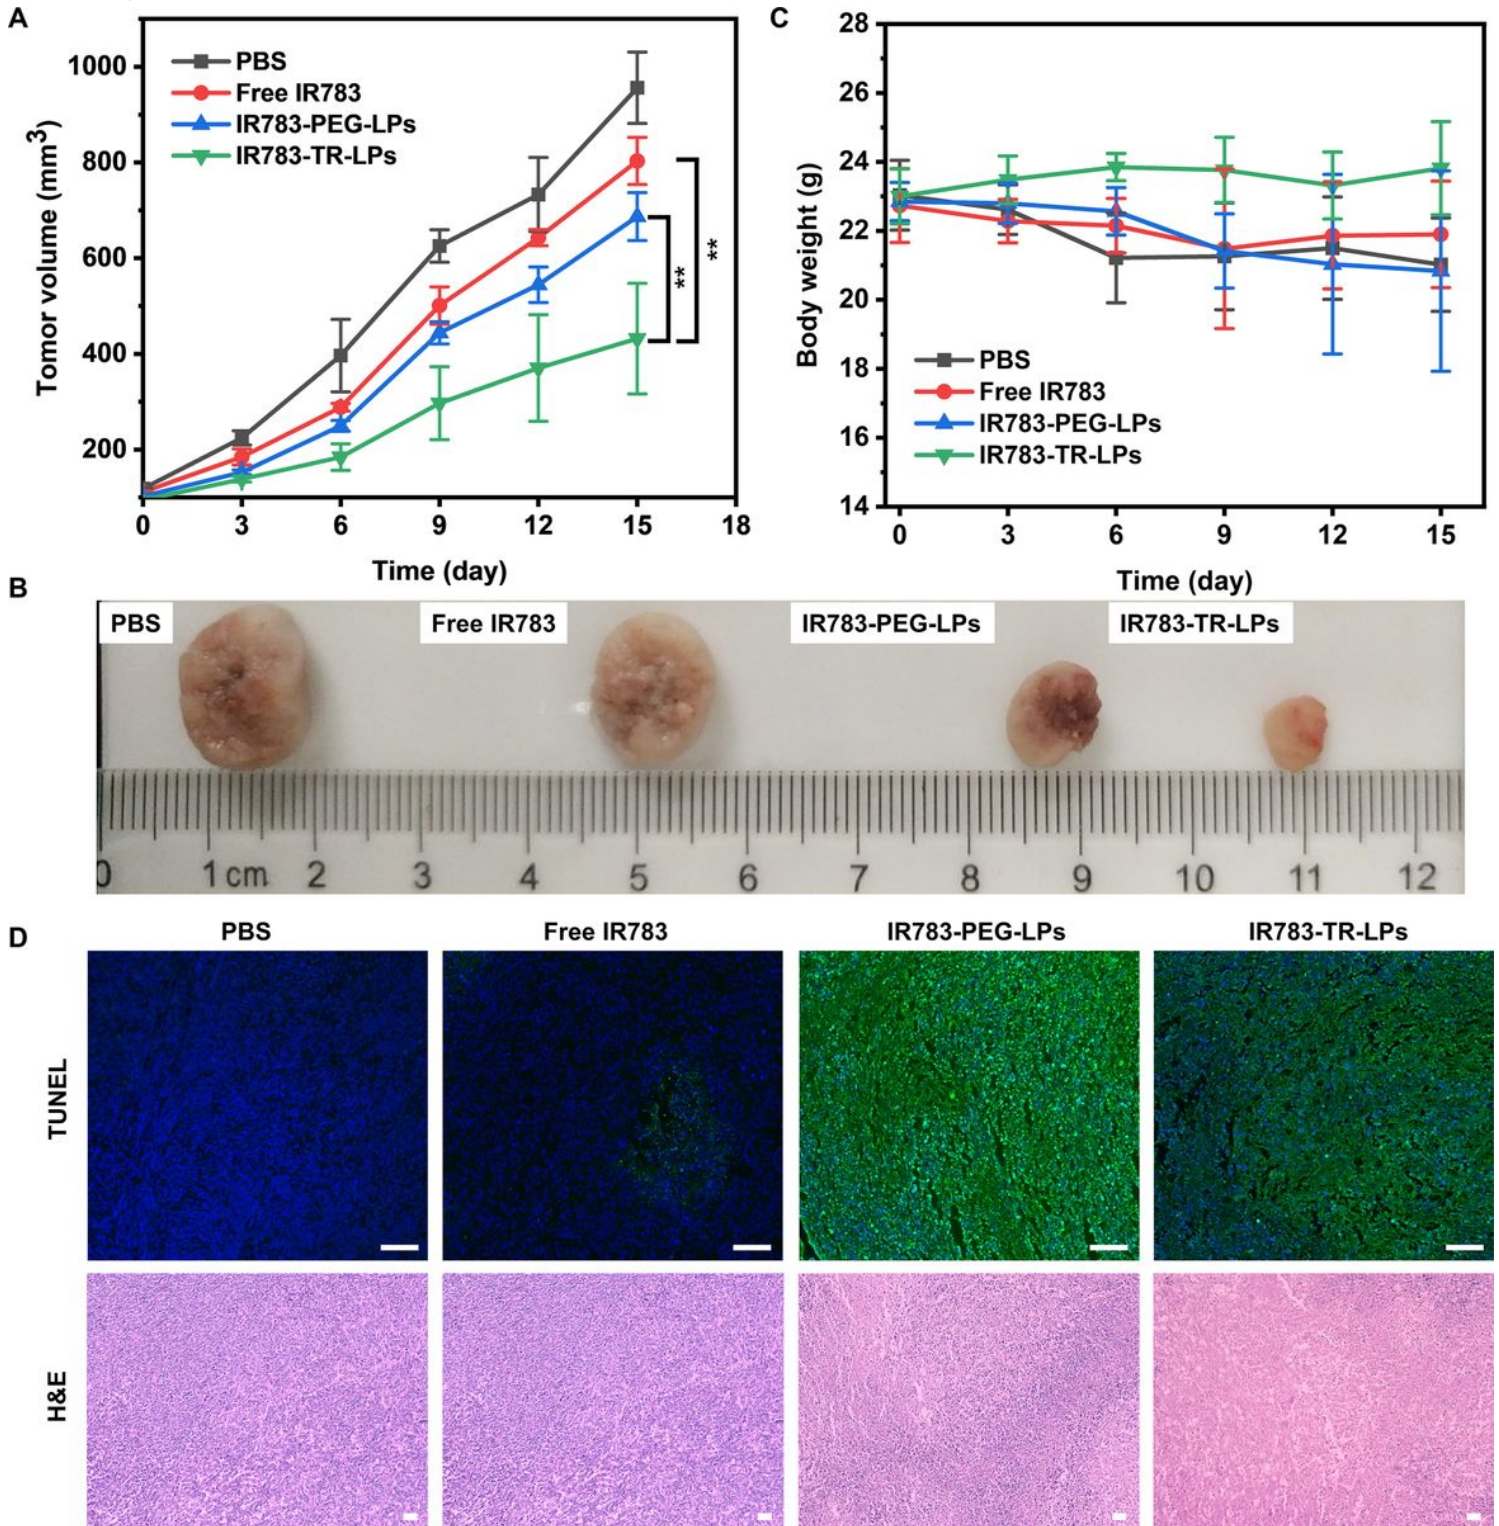 A
PBS
Free IR783
IR783-PEG-LPs
IR783-TR-LPs
1000
800
600
400
200
0 3 6 9 12 15 18
Tomor volume (mm3)
Time (day)
**
**
C
28
26
24
22
20
18
16
14
0 3 6 9 12 15
Body weight (g)
Time (day)
PBS
Free IR783
IR783-PEG-LPs
IR783-TR-LPs
B
PBS Free IR783 IR783-PEG-LPs IR783-TR-LPs
0 1 cm 2 3 4 5 6 7 8 9 10 11 12
D
PBS Free IR783 IR783-PEG-LPs IR783-TR-LPs
TUNEL
H&E